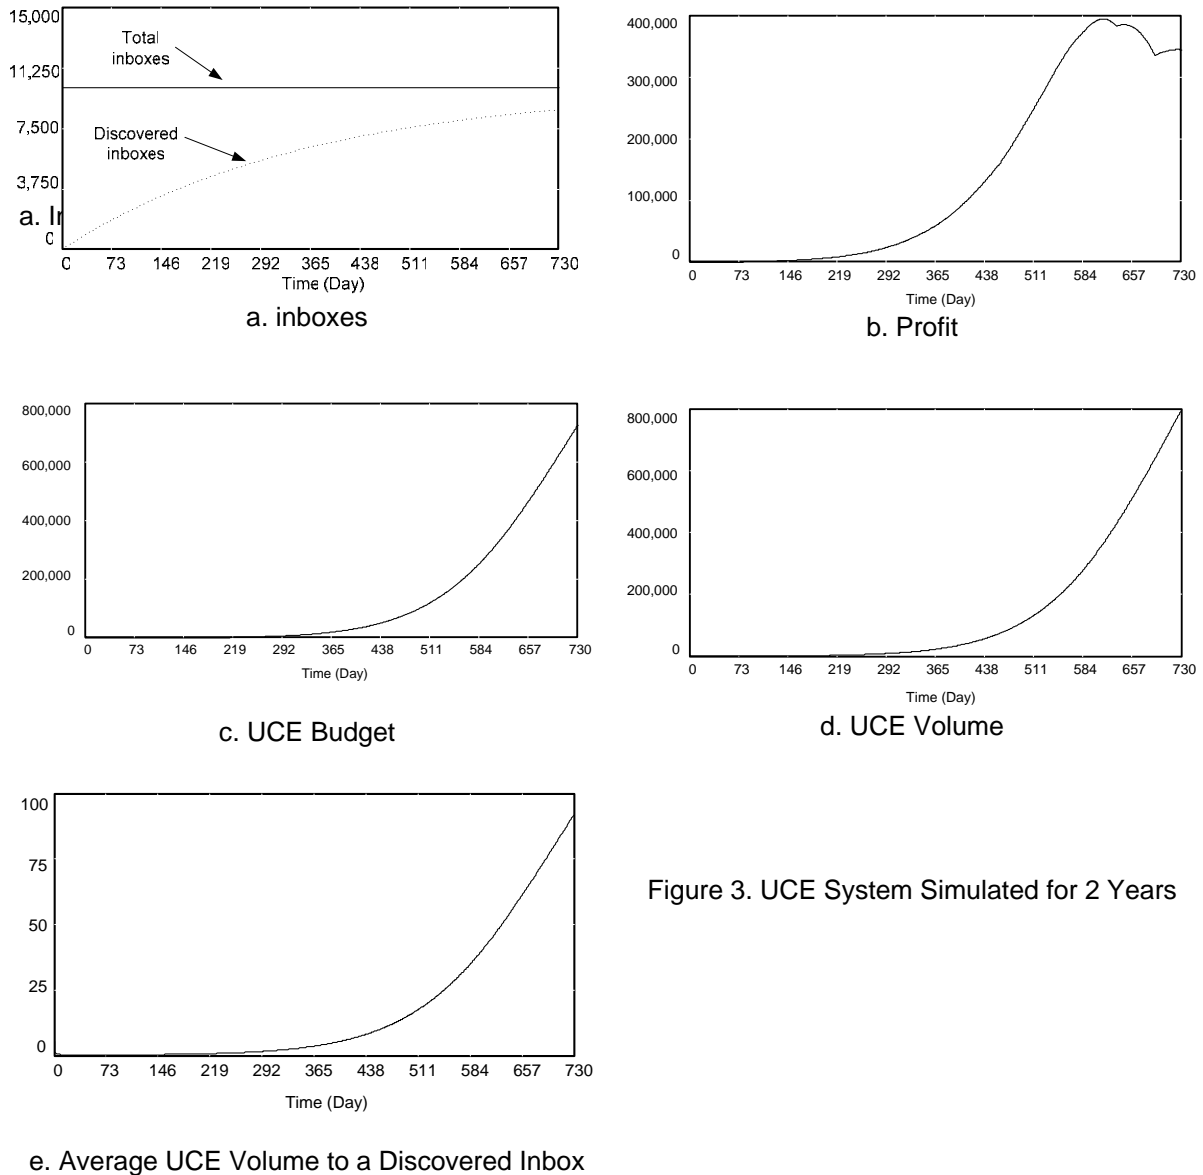 15,000
11,250
7,500
3,750
0
Total
inboxes
Discovered
inboxes
a. In
0 73 146 219 292 365 438 511 584 657 730
Time (Day)
a. inboxes
400,000
300,000
200,000
100,000
0
0 73 146 219 292 365 438 511 584 657 730
Time (Day)
b. Profit
800,000
600,000
400,000
200,000
0
0 73 146 219 292 365 438 511 584 657 730
Time (Day)
c. UCE Budget
800,000
600,000
400,000
200,000
0
0 73 146 219 292 365 438 511 584 657 730
Time (Day)
d. UCE Volume
100
75
50
25
0
0 73 146 219 292 365 438 511 584 657 730
Time (Day)
e. Average UCE Volume to a Discovered Inbox
Figure 3. UCE System Simulated for 2 Years